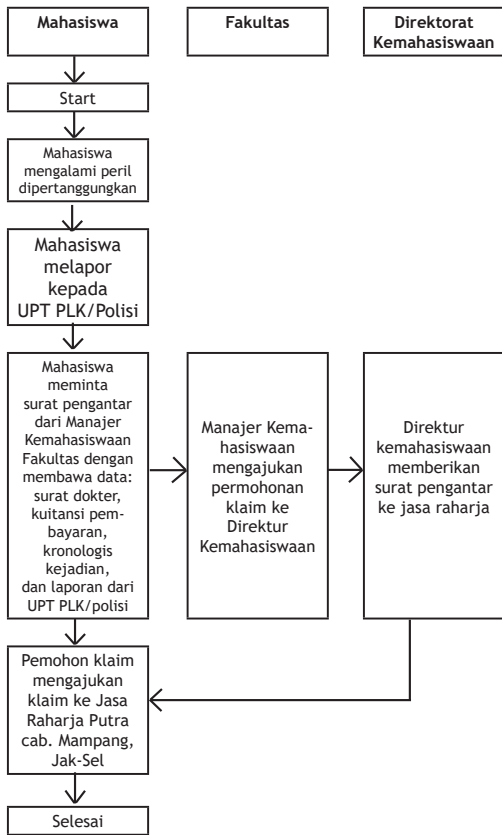 Mahasiswa
Fakultas
Direktorat
Kemahasiswaan
Start
Mahasiswa
mengalami peril
dipertanggungkan
Mahasiswa
melapor
kepada
UPT PLK/Polisi
Mahasiswa
meminta
surat pengantar
dari Manajer
Kemahasiswaan
Fakultas dengan
membawa data:
surat dokter,
kuitansi pem-
bayaran,
kronologis
kejadian,
dan laporan dari
UPT PLK/polisi
Manajer Kema-
hasiswaan
mengajukan
permohonan
klaim ke
Direktur
Kemahasiswaan
Direktur
kemahasiswaan
memberikan
surat pengantar
ke jasa raharja
Pemohon klaim
mengajukan
klaim ke Jasa
Raharja Putra
cab. Mampang,
Jak-Sel
Selesai